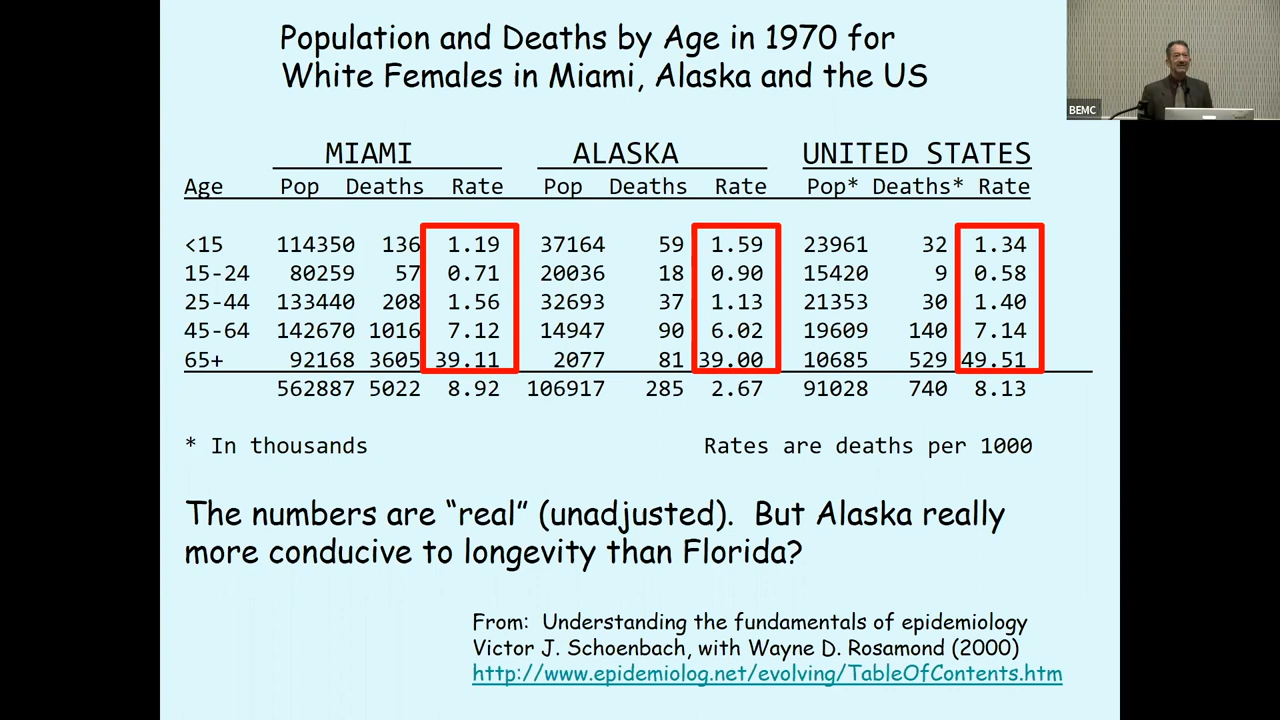 Population and Deaths by Age in 1970 for
White Females in Miami, Alaska and the US
BEMC
MIAMI ALASKA UNITED STATES
Age Pop Deaths Rate Pop Deaths Rate Pop* Deaths* Rate
<15 114350 136 1.19 37164 59 1.59 23961 32 1.34
15-24 80259 57 0.71 20036 18 0.90 15420 9 0.58
25-44 133440 208 1.56 32693 37 1.13 21353 30 1.40
45-64 142670 1016 7.12 14947 90 6.02 19609 140 7.14
65+ 92168 3605 39.11 2077 81 39.00 10685 529 49.51
562887 5022 8.92 106917 285 2.67 91028 740 8.13
* In thousands Rates are deaths per 1000
The numbers are “real” (unadjusted). But Alaska really
more conducive to longevity than Florida?
From: Understanding the fundamentals of epidemiology
Victor J. Schoenbach, with Wayne D. Rosamond (2000)
http://www.epidemiolog.net/evolving/TableOfContents.htm